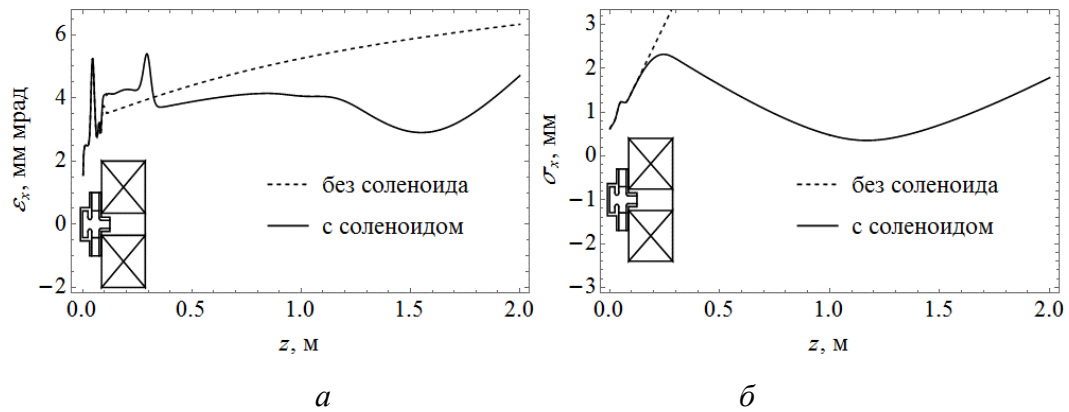 6
4
2
0
−2
εx, мм мрад
без соленоида
с соленоидом
0.0 0.5 1.0 1.5 2.0
z, м
а
3
2
1
0
−1
−2
−3
σx, мм
без соленоида
с соленоидом
0.0 0.5 1.0 1.5 2.0
z, м
б